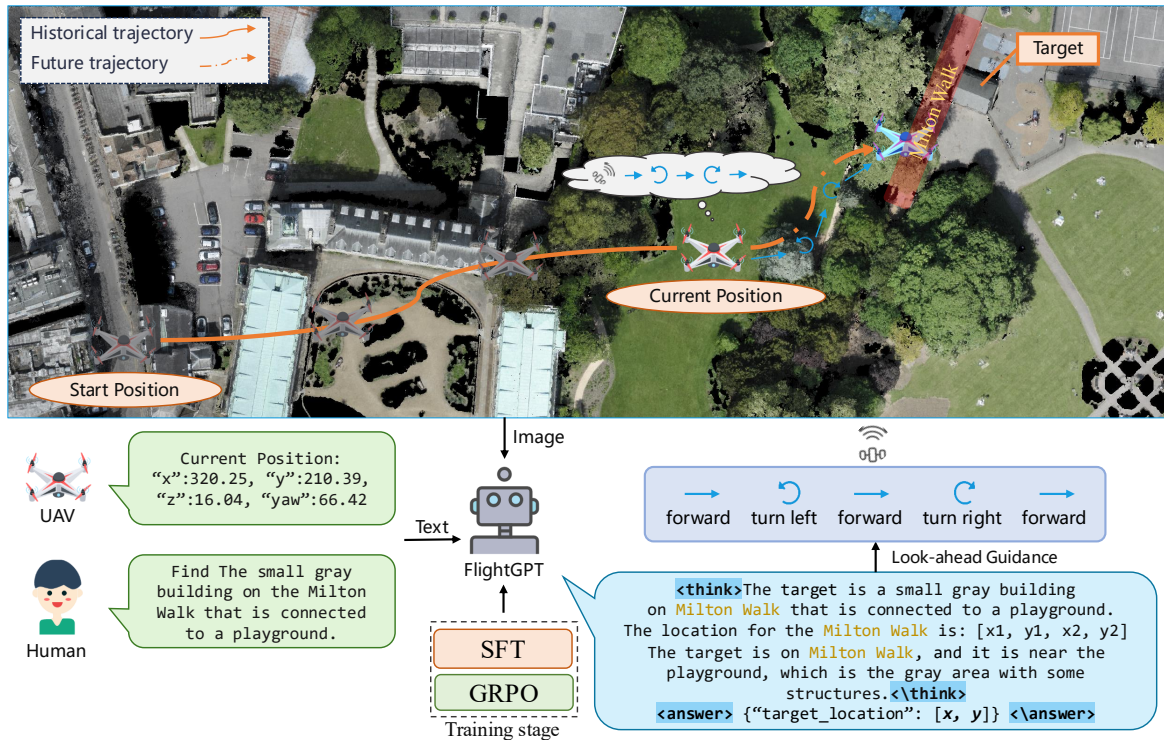 Historical trajectory
Future trajectory
Target
Milton Walk
Current Position
Start Position
Image
Current Position:
“x”:320.25, “y”:210.39,
“z”:16.04, “yaw”:66.42
UAV
Text
FlightGPT
forward
turn left
forward
turn right
forward
Look-ahead Guidance
Find The small gray
building on the Milton
Walk that is connected
to a playground.
Human
SFT
GRPO
Training stage
<think>The target is a small gray building
on Milton Walk that is connected to a playground.
The location for the Milton Walk is: [x1, y1, x2, y2]
The target is on Milton Walk, and it is near the
playground, which is the gray area with some
structures.<\think>
<answer> {“target_location”: [x, y]} <\answer>